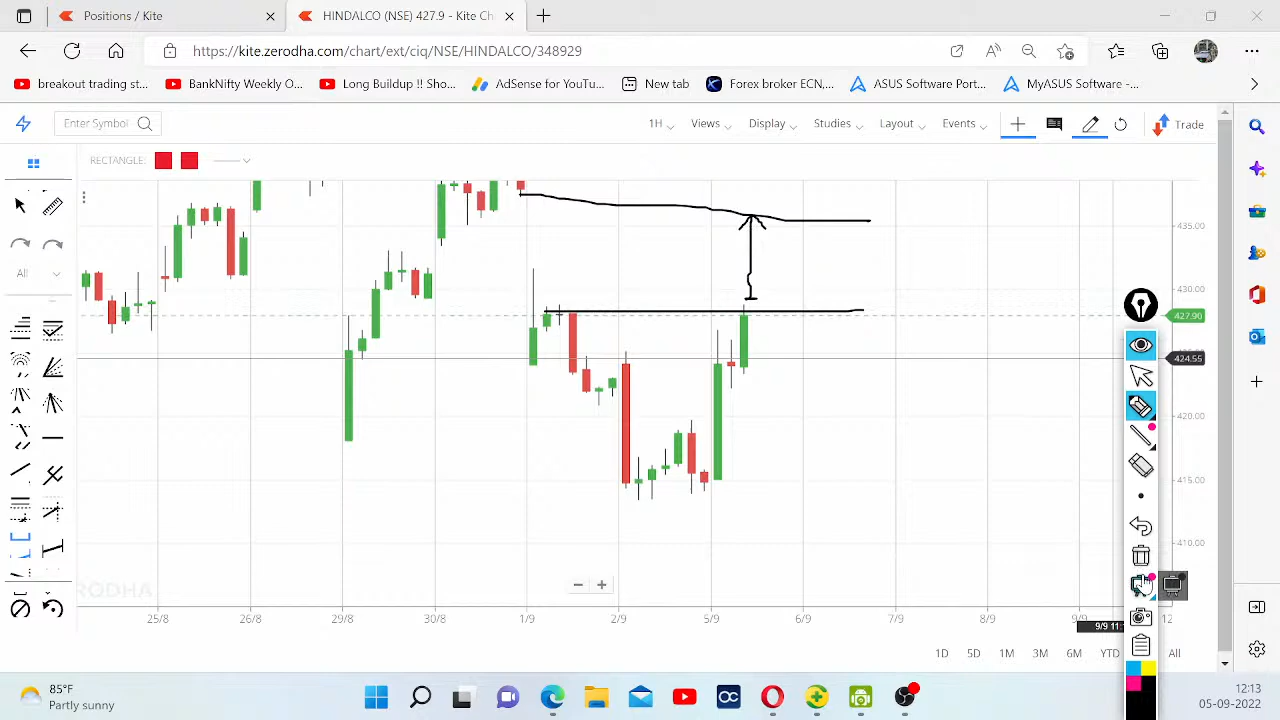 Positions / Kite
HINDALCO (NSE) 427.9 - Kite Ch
https://kite.zerodha.com/chart/ext/ciq/NSE/HINDALCO/348929
breakout trading st...
BankNifty Weekly O...
Long Buildup !! Sho...
AdSense for YouTu...
New tab
Forex broker ECN,...
ASUS Software Port...
MyASUS Software -...
Enter Symbol
1H
Views
Display
Studies
Layout
Events
Trade
RECTANGLE:
All
435.00
430.00
427.90
424.55
420.00
415.00
410.00
25/8
26/8
29/8
30/8
1/9
2/9
5/9
6/9
7/9
8/9
9/9
12
1D
5D
1M
3M
6M
YTD
All
85°F
Partly sunny
12:13
05-09-2022